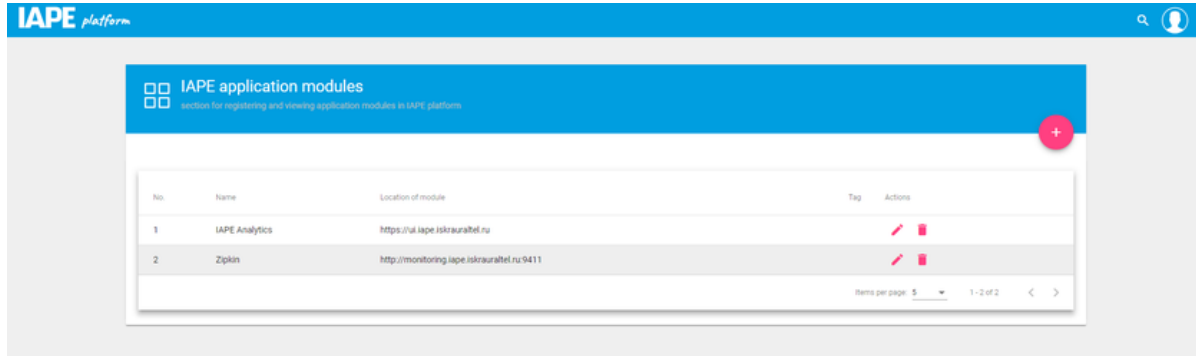 IAPE platform
IAPE application modules
section for registering and viewing application modules in IAPE platform
+
No. Name Location of module Tag Actions
1 IAPE Analytics https://ui.iape.iskrauraltel.ru
2 Zipkin http://monitoring.iape.iskrauraltel.ru:9411
Items per page: 5 1 - 2 of 2